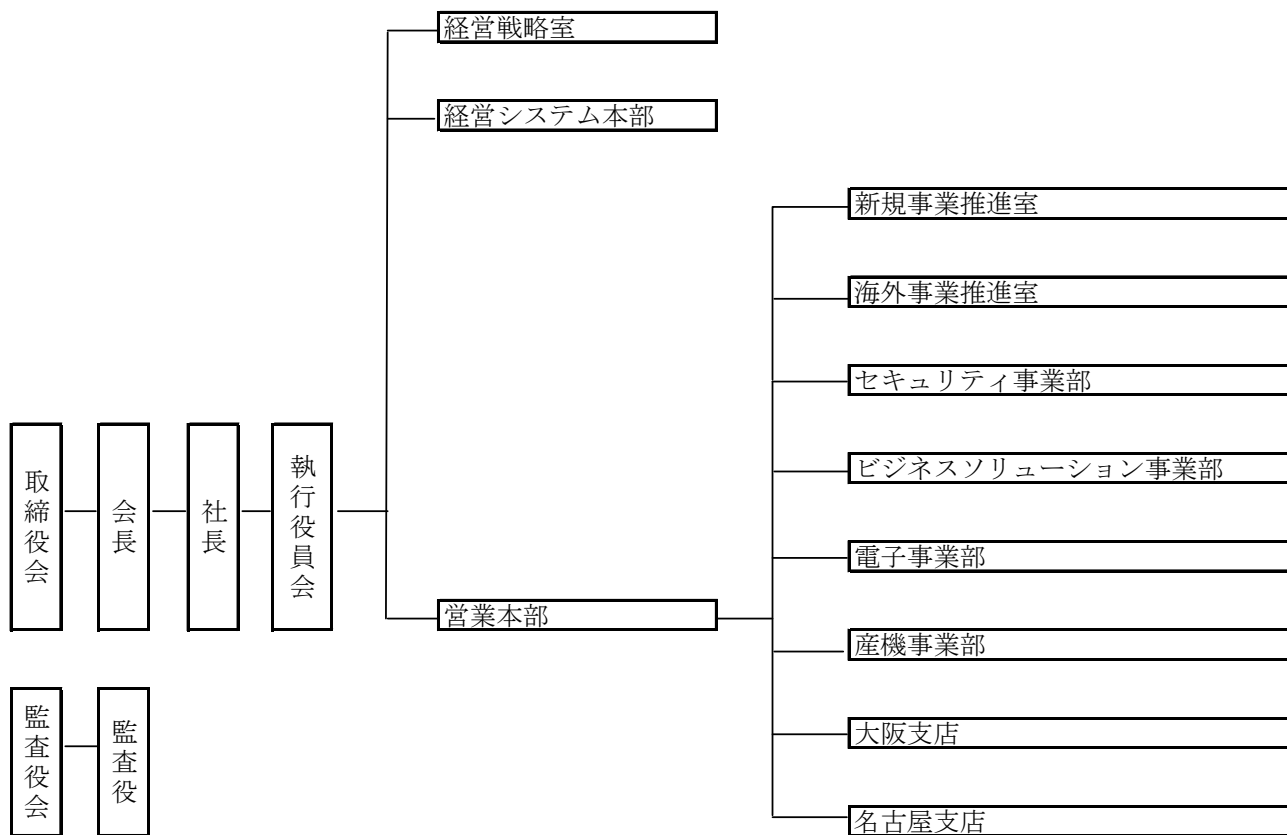 経営戦略室
経営システム本部
新規事業推進室
海外事業推進室
セキュリティ事業部
ビジネスソリューション事業部
取締役会
会長
社長
執行役員会
電子事業部
営業本部
産機事業部
監査役会
監査役
大阪支店
名古屋支店